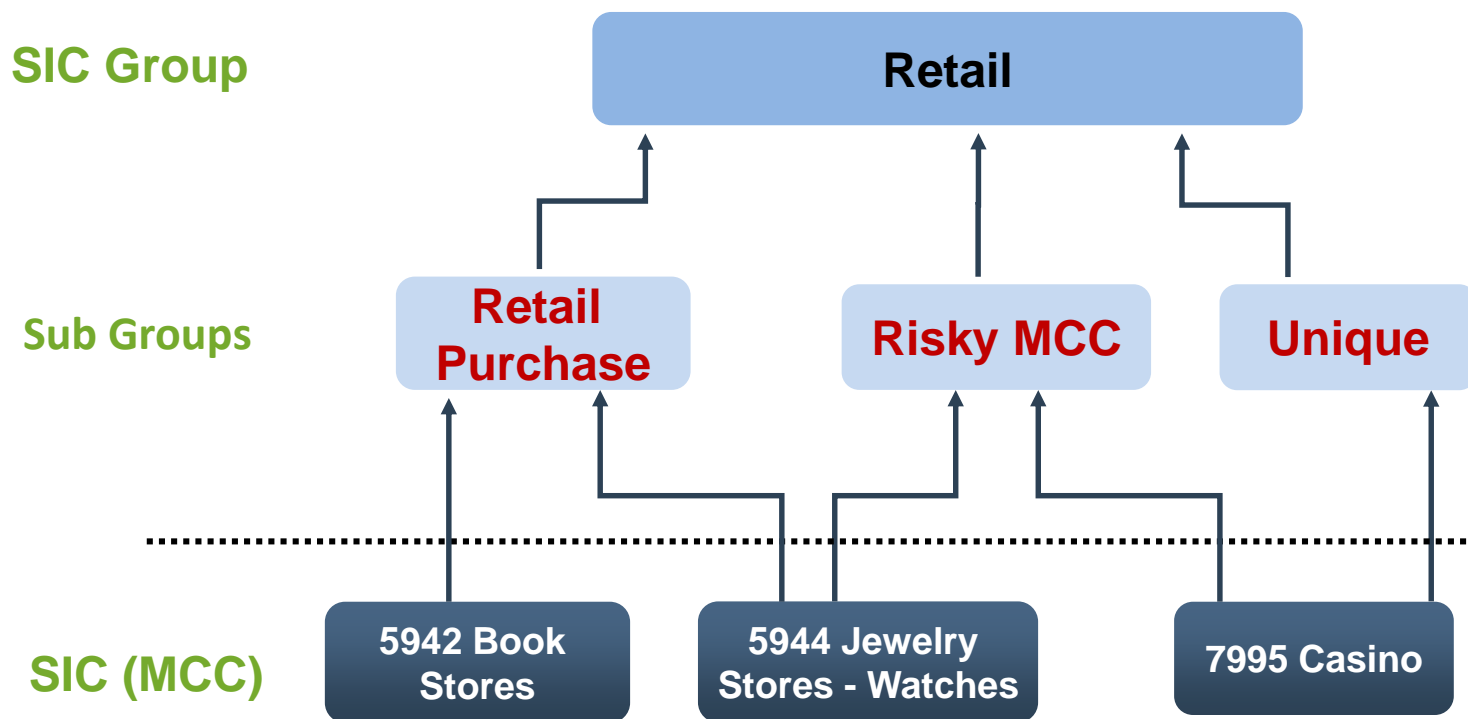 SIC Group
Retail
Sub Groups
Retail
Purchase
Risky MCC
Unique
SIC (MCC)
5942 Book
Stores
5944 Jewelry
Stores - Watches
7995 Casino